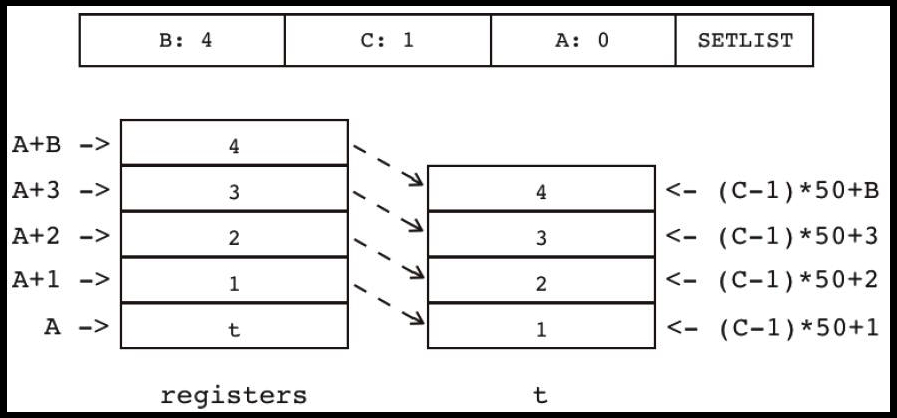 B: 4 C: 1 A: 0 SETLIST
A+B -> 4
A+3 -> 3 4 <- (C-1)*50+B
A+2 -> 2 3 <- (C-1)*50+3
A+1 -> 1 2 <- (C-1)*50+2
A -> t 1 <- (C-1)*50+1
registers t